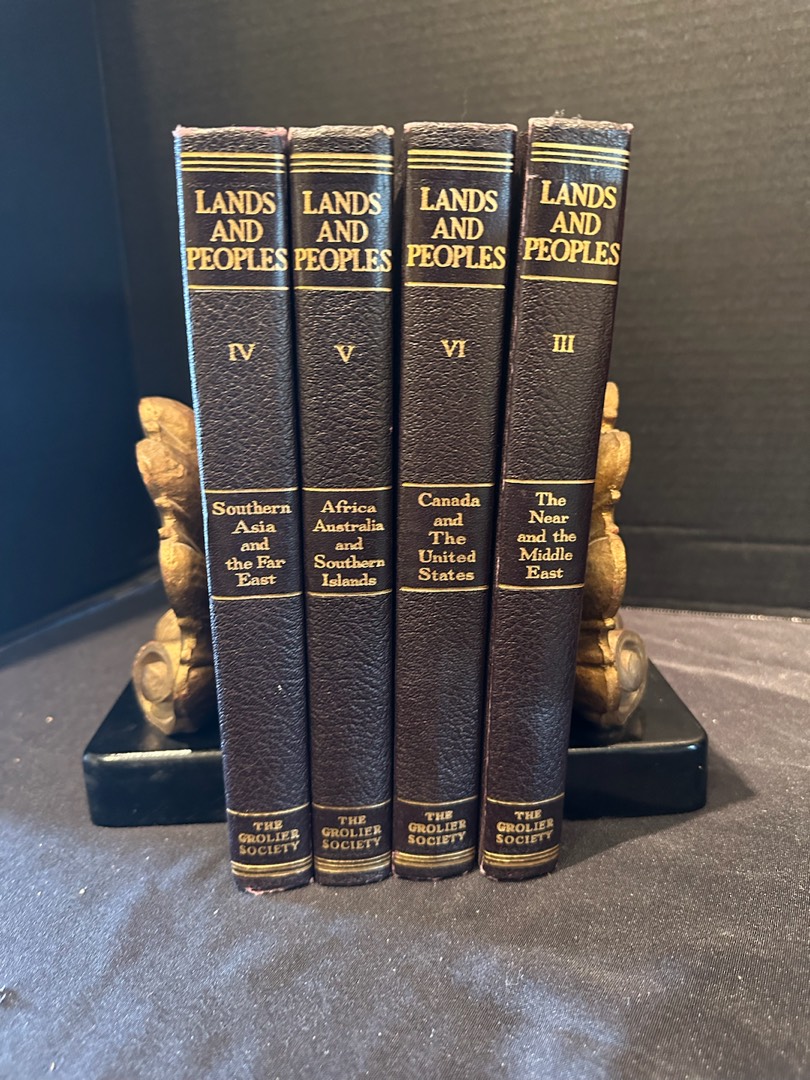 LANDS
AND
PEOPLES
IV
Southern
Asia
and
the Far
East
THE
GROLIER
SOCIETY
LANDS
AND
PEOPLES
V
Africa
Australia
and
Southern
Islands
THE
GROLIER
SOCIETY
LANDS
AND
PEOPLES
VI
Canada
and
The
United
States
THE
GROLIER
SOCIETY
LANDS
AND
PEOPLES
III
The
Near
and the
Middle
East
THE
GROLIER
SOCIETY